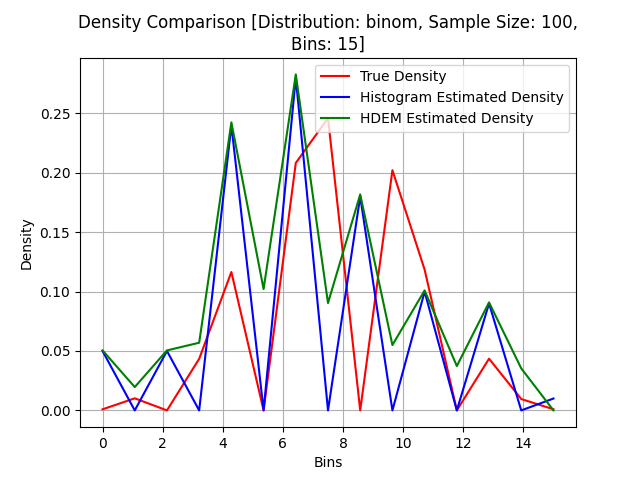 Density Comparison [Distribution: binom, Sample Size: 100,
Bins: 15]
True Density
Histogram Estimated Density
HDEM Estimated Density
Density
0.25
0.20
0.15
0.10
0.05
0.00
0 2 4 6 8 10 12 14
Bins